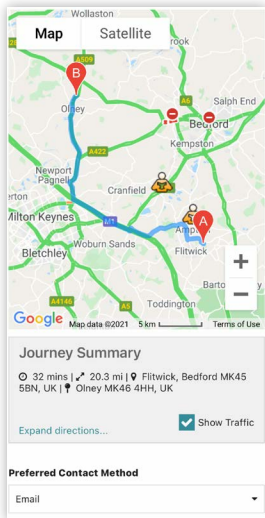 Wollaston
Map
Satellite
rook
A509
B
Olney
A6
Salph End
Bedford
A422
Kempston
Newport
Pagnell
Cranfield
A
Milton Keynes
Amp
M1
Flitwick
Woburn Sands
Bletchley
+
Barto
−
A4146
A5
Toddington
Google
Map data ©2021
5 km
Terms of Use
Journey Summary
32 mins | 20.3 mi | Flitwick, Bedford MK45
5BN, UK | Olney MK46 4HH, UK
Expand directions...
Show Traffic
Preferred Contact Method
Email